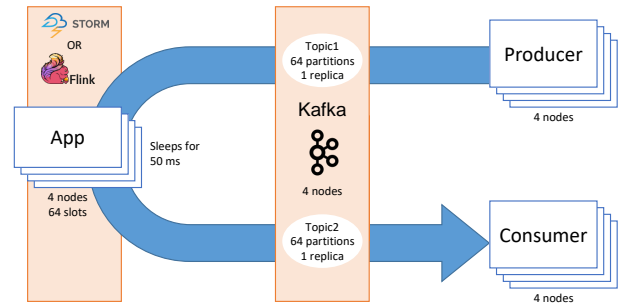 STORM
OR
Flink
App
4 nodes
64 slots
Sleeps for
50 ms
Topic1
64 partitions
1 replica
Kafka
4 nodes
Topic2
64 partitions
1 replica
Producer
4 nodes
Consumer
4 nodes